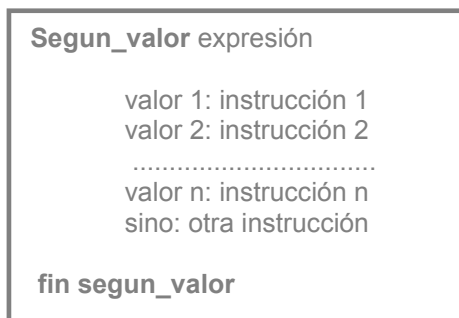 Segun_valor expresión
valor 1: instrucción 1
valor 2: instrucción 2
.................................
valor n: instrucción n
sino: otra instrucción
fin segun_valor